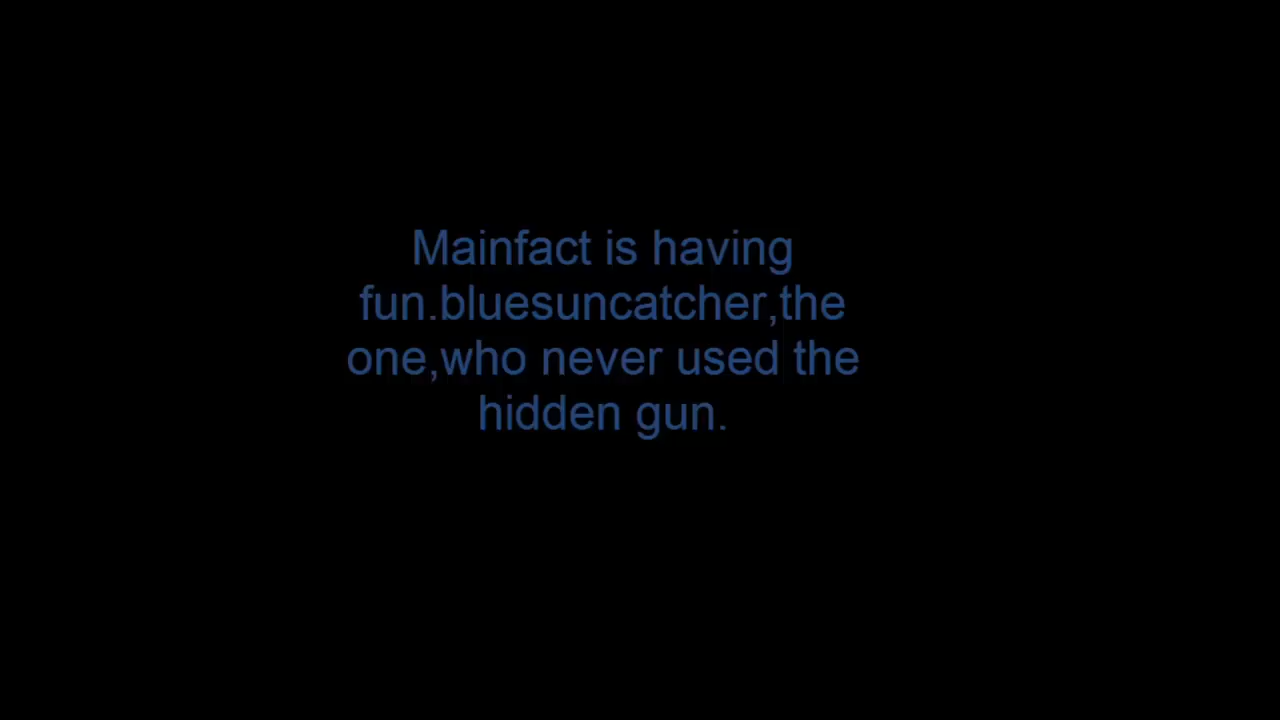 Mainfact is having
fun.bluesuncatcher,the
one,who never used the
hidden gun.